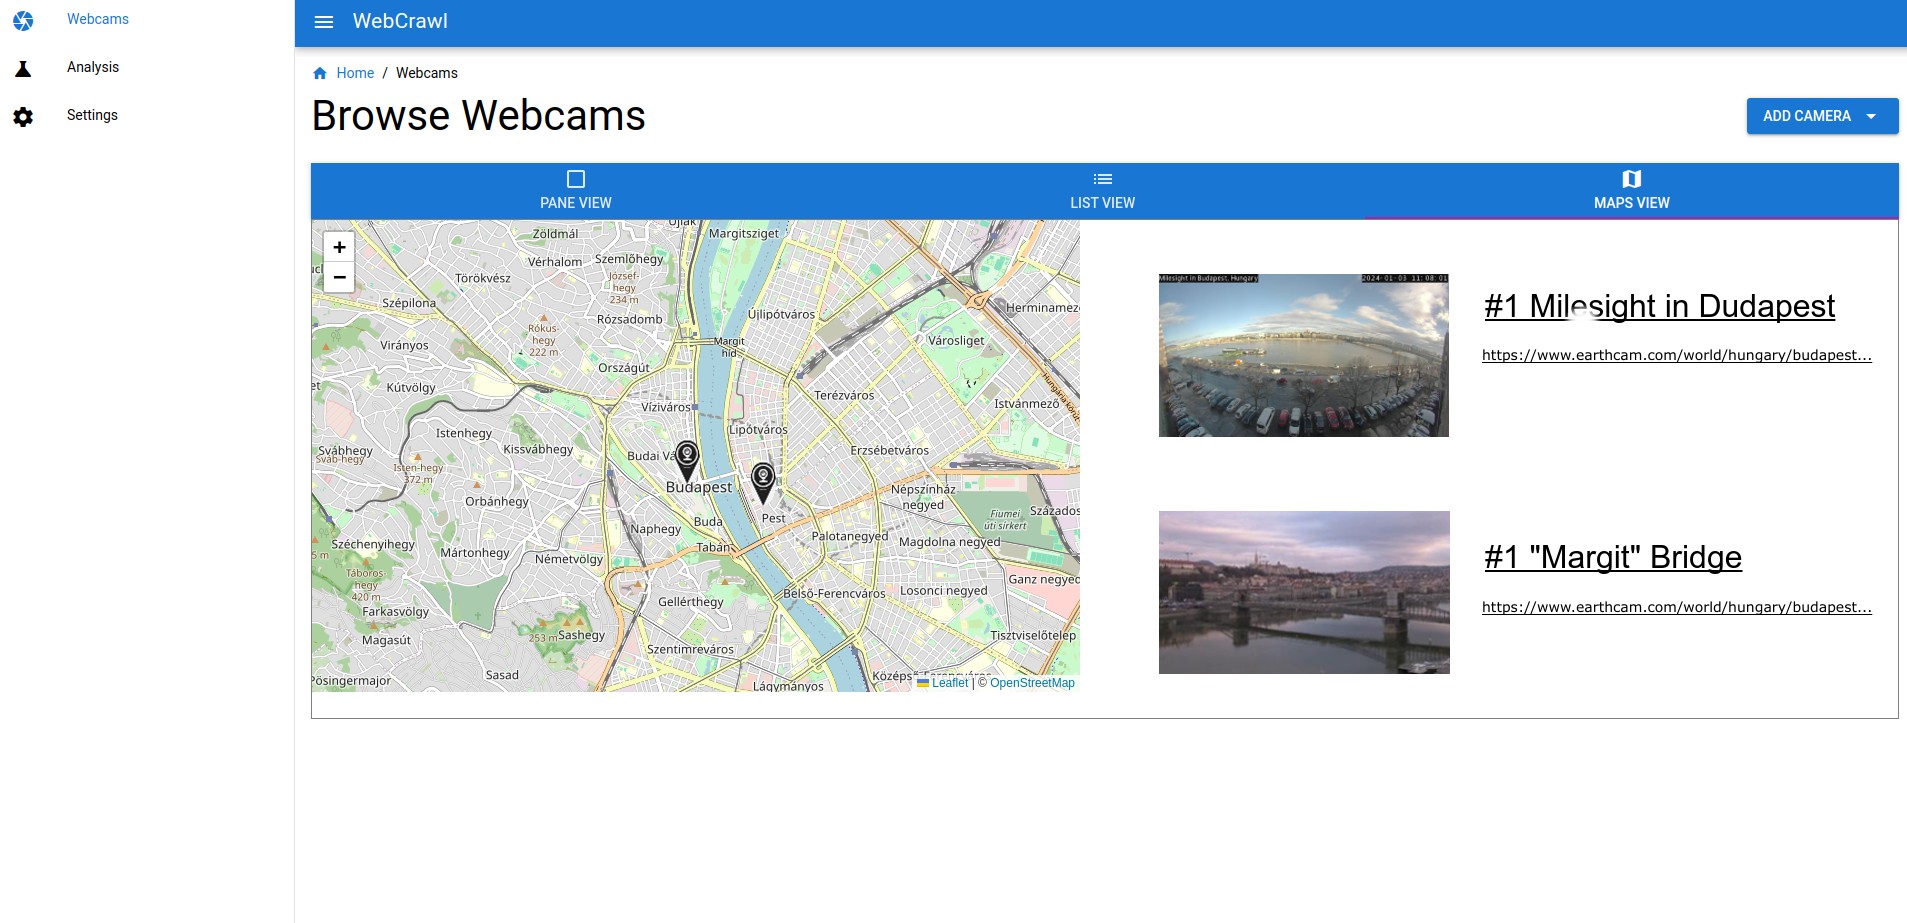 Webcams
Analysis
Settings
WebCrawl
Home / Webcams
Browse Webcams
ADD CAMERA
PANE VIEW
LIST VIEW
MAPS VIEW
+
−
Újlak
Margitsziget
Zöldmál
Vérhalom
Szemlőhegy
Törökvész
József-
hegy
234 m
Szépilona
Rózsadomb
Újlipótváros
Herminamez
Rókus-
hegy
222 m
Virányos
Margit
híd
Városliget
Országút
Kútvölgy
Terézváros
Hungária körút
Víziváros
Istvánmező
Lipótváros
Istenhegy
Kissvábhegy
Svábhegy
Sváb-hegy
Budai Vá
Erzsébetváros
Isten-hegy
372 m
Budapest
Orbánhegy
Népszínház
negyed
Fiumei
úti sírkert
Százados
Pest
Buda
Naphegy
Palotanegyed
Magdolna negyed
Széchenyihegy
Mártonhegy
Tabán
Németvölgy
5 m
Táboros-
hegy
420 m
Ganz negyed
Belső-Ferencváros
Losonci negyed
Gellérthegy
Farkasvölgy
253 m
Sashegy
Magasút
Tisztviselőtelep
Szentimreváros
Sasad
Pösingermajor
Lágymányos
Középső-Ferencváros
Leaflet | © OpenStreetMap
Milesight in Budapest, Hungary
2024-01-03 11:08:01
#1 Milesight in Dudapest
https://www.earthcam.com/world/hungary/budapest...
#1 "Margit" Bridge
https://www.earthcam.com/world/hungary/budapest...